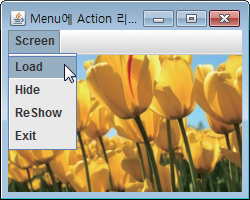 Menu에 Action 리...
Screen
Load
Hide
ReShow
Exit